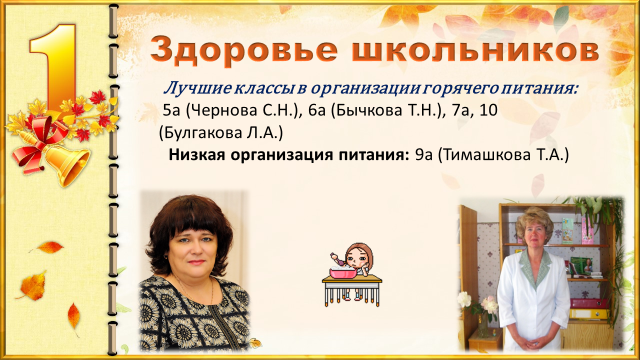 1
Здоровье школьников
Лучшие классы в организации горячего питания:
5а (Чернова С.Н.), 6а (Бычкова Т.Н.), 7а, 10
(Булгакова Л.А.)
Низкая организация питания: 9а (Тимашкова Т.А.)